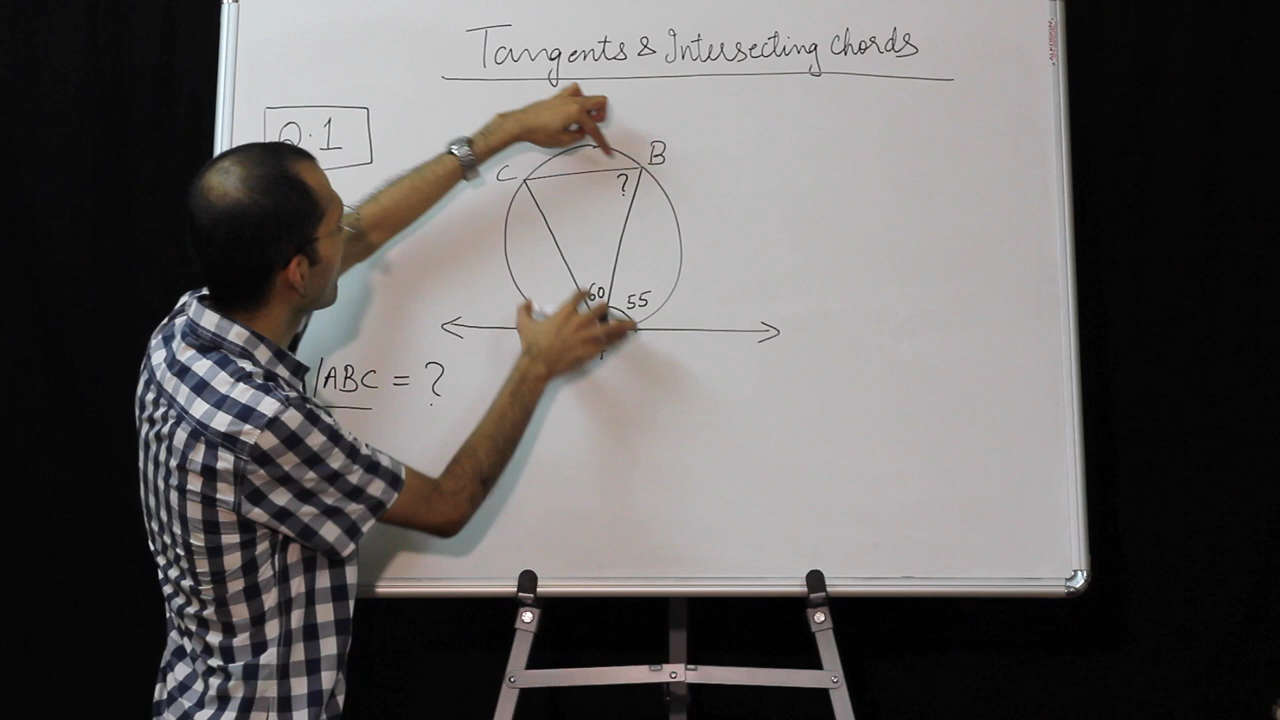 Tangents & Intersecting chords
Q.1
C
B
?
60
55
∠ABC = ?